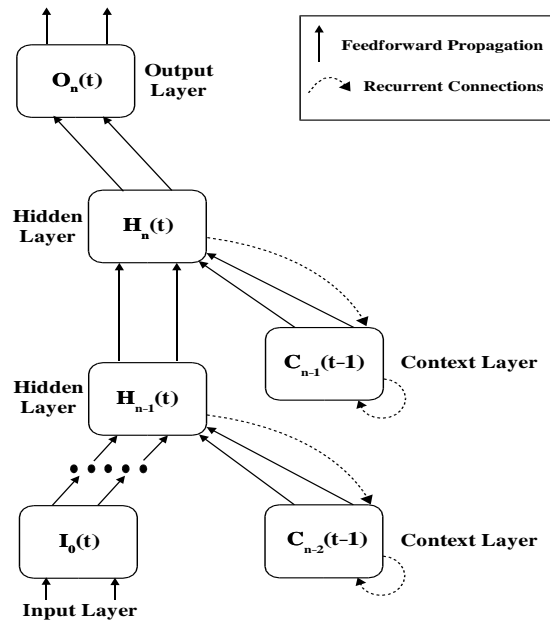 Feedforward Propagation
Recurrent Connections
Oₙ(t)
Output
Layer
Hidden
Layer
Hₙ(t)
Cₙ₋₁(t-1)
Context Layer
Hidden
Layer
Hₙ₋₁(t)
I₀(t)
Cₙ₋₂(t-1)
Context Layer
Input Layer